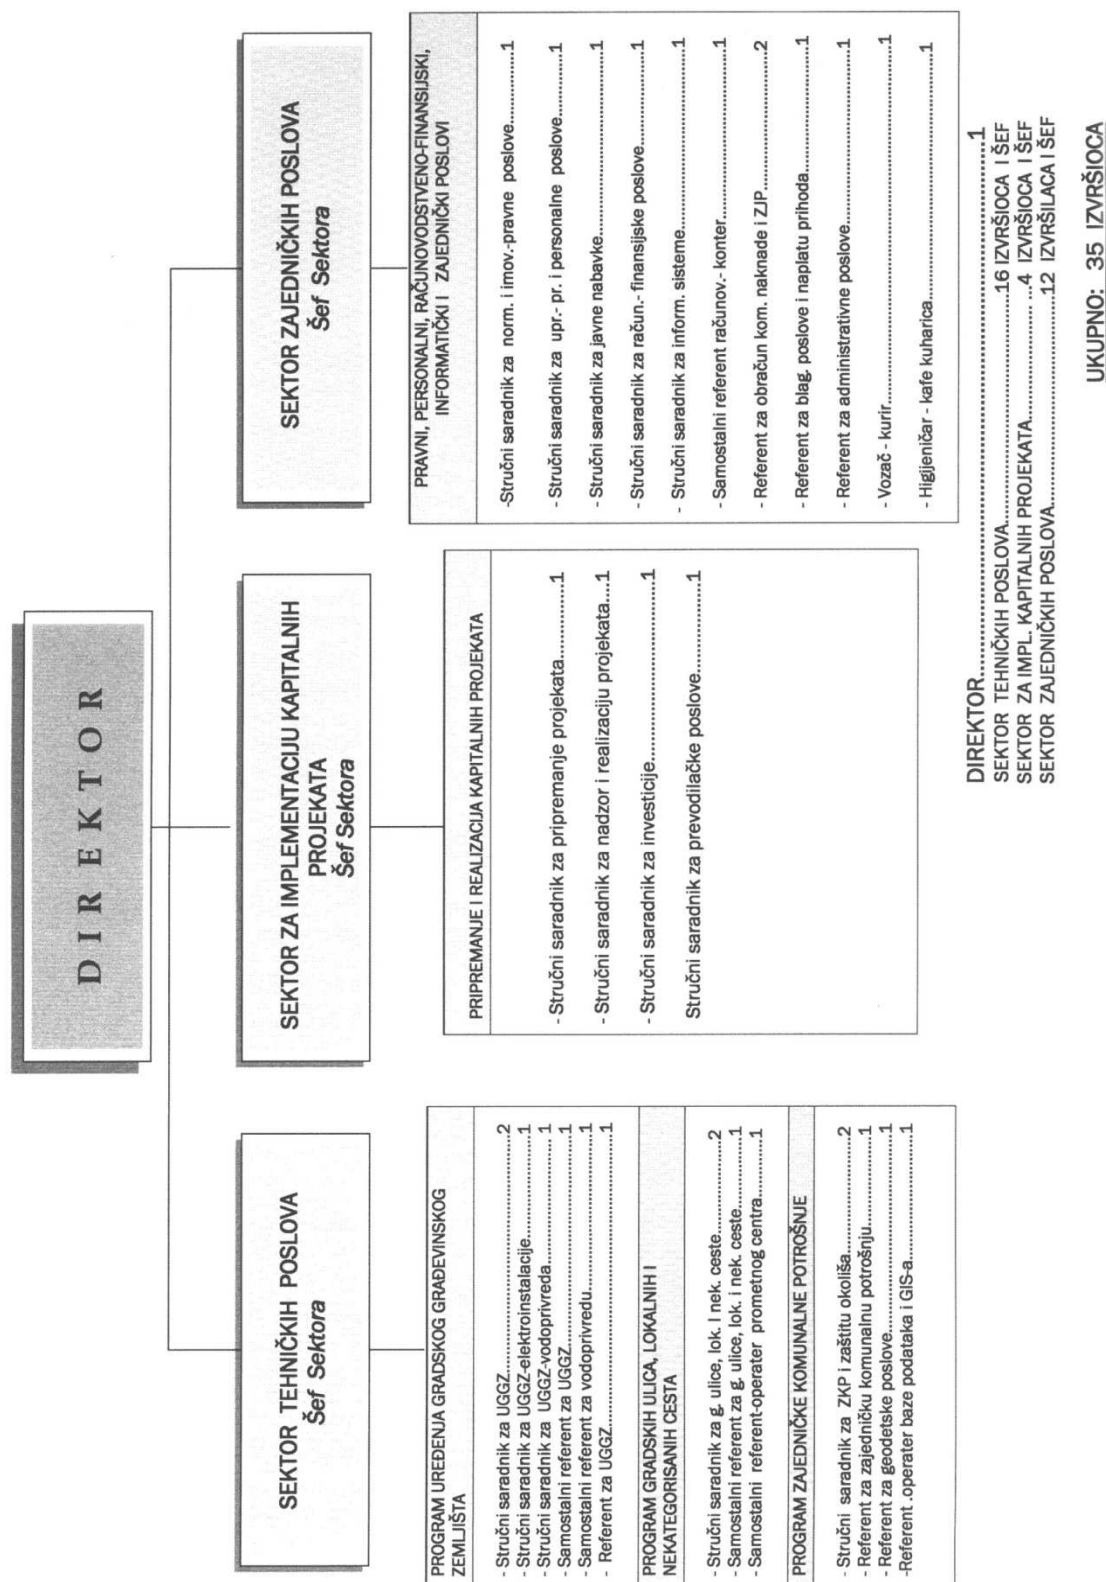 DIREKTOR
SEKTOR TEHNIČKIH POSLOVA
Šef Sektora
PROGRAM UREĐENJA GRADSKOG GRAĐEVINSKOG
ZEMLJIŠTA
- Stručni saradnik za UGGZ..............................2
- Stručni saradnik za UGGZ-elektroinstalacije..............1
- Stručni saradnik za UGGZ-vodoprivreda..............1
- Samostalni referent za UGGZ..............................1
- Samostalni referent za vodoprivredu..............1
- Referent za UGGZ..............................1
PROGRAM GRADSKIH ULICA, LOKALNIH I
NEKATEGORISANIH CESTA
- Stručni saradnik za g. ulice, lok. i nek. ceste..............2
- Samostalni referent za g. ulice, lok. i nek. ceste..............1
- Samostalni referent-operater prometnog centra..............1
PROGRAM ZAJEDNIČKE KOMUNALNE POTROŠNJE
- Stručni saradnik za ZKP i zaštitu okoliša..............2
- Referent za zajedničku komunalnu potrošnju..............1
- Referent za geodetske poslove..............................1
-Referent .operater baze podataka i GIS-a..............1
SEKTOR ZA IMPLEMENTACIJU KAPITALNIH
PROJEKATA
Šef Sektora
PRIPREMANJE I REALIZACIJA KAPITALNIH PROJEKATA
- Stručni saradnik za pripremanje projekata..............1
- Stručni saradnik za nadzor i realizaciju projekata....1
- Stručni saradnik za investicije..............................1
Stručni saradnik za prevodilačke poslove..............1
SEKTOR ZAJEDNIČKIH POSLOVA
Šef Sektora
PRAVNI, PERSONALNI, RAČUNOVODSTVENO-FINANSIJSKI,
INFORMATIČKI I ZAJEDNIČKI POSLOVI
-Stručni saradnik za norm. i imov.-pravne poslove..............1
- Stručni saradnik za upr.- pr. i personalne poslove..............1
- Stručni saradnik za javne nabavke..............................1
- Stručni saradnik za račun.- finansijske poslove..............1
- Stručni saradnik za inform. sisteme..............................1
- Samostalni referent računov.- konter..............................1
- Referent za obračun kom. naknade i ZJP..............2
- Referent za blag. poslove i naplatu prihoda..............1
- Referent za administrativne poslove..............................1
- Vozač - kurir..............................1
- Higijeničar - kafe kuharica..............................1
DIREKTOR..............................1
SEKTOR TEHNIČKIH POSLOVA..............................16 IZVRŠIOCA I ŠEF
SEKTOR ZA IMPL. KAPITALNIH PROJEKATA.............. ...4 IZVRŠIOCA I ŠEF
SEKTOR ZAJEDNIČKIH POSLOVA..............................12 IZVRŠILACA I ŠEF
UKUPNO: 35 IZVRŠIOCA